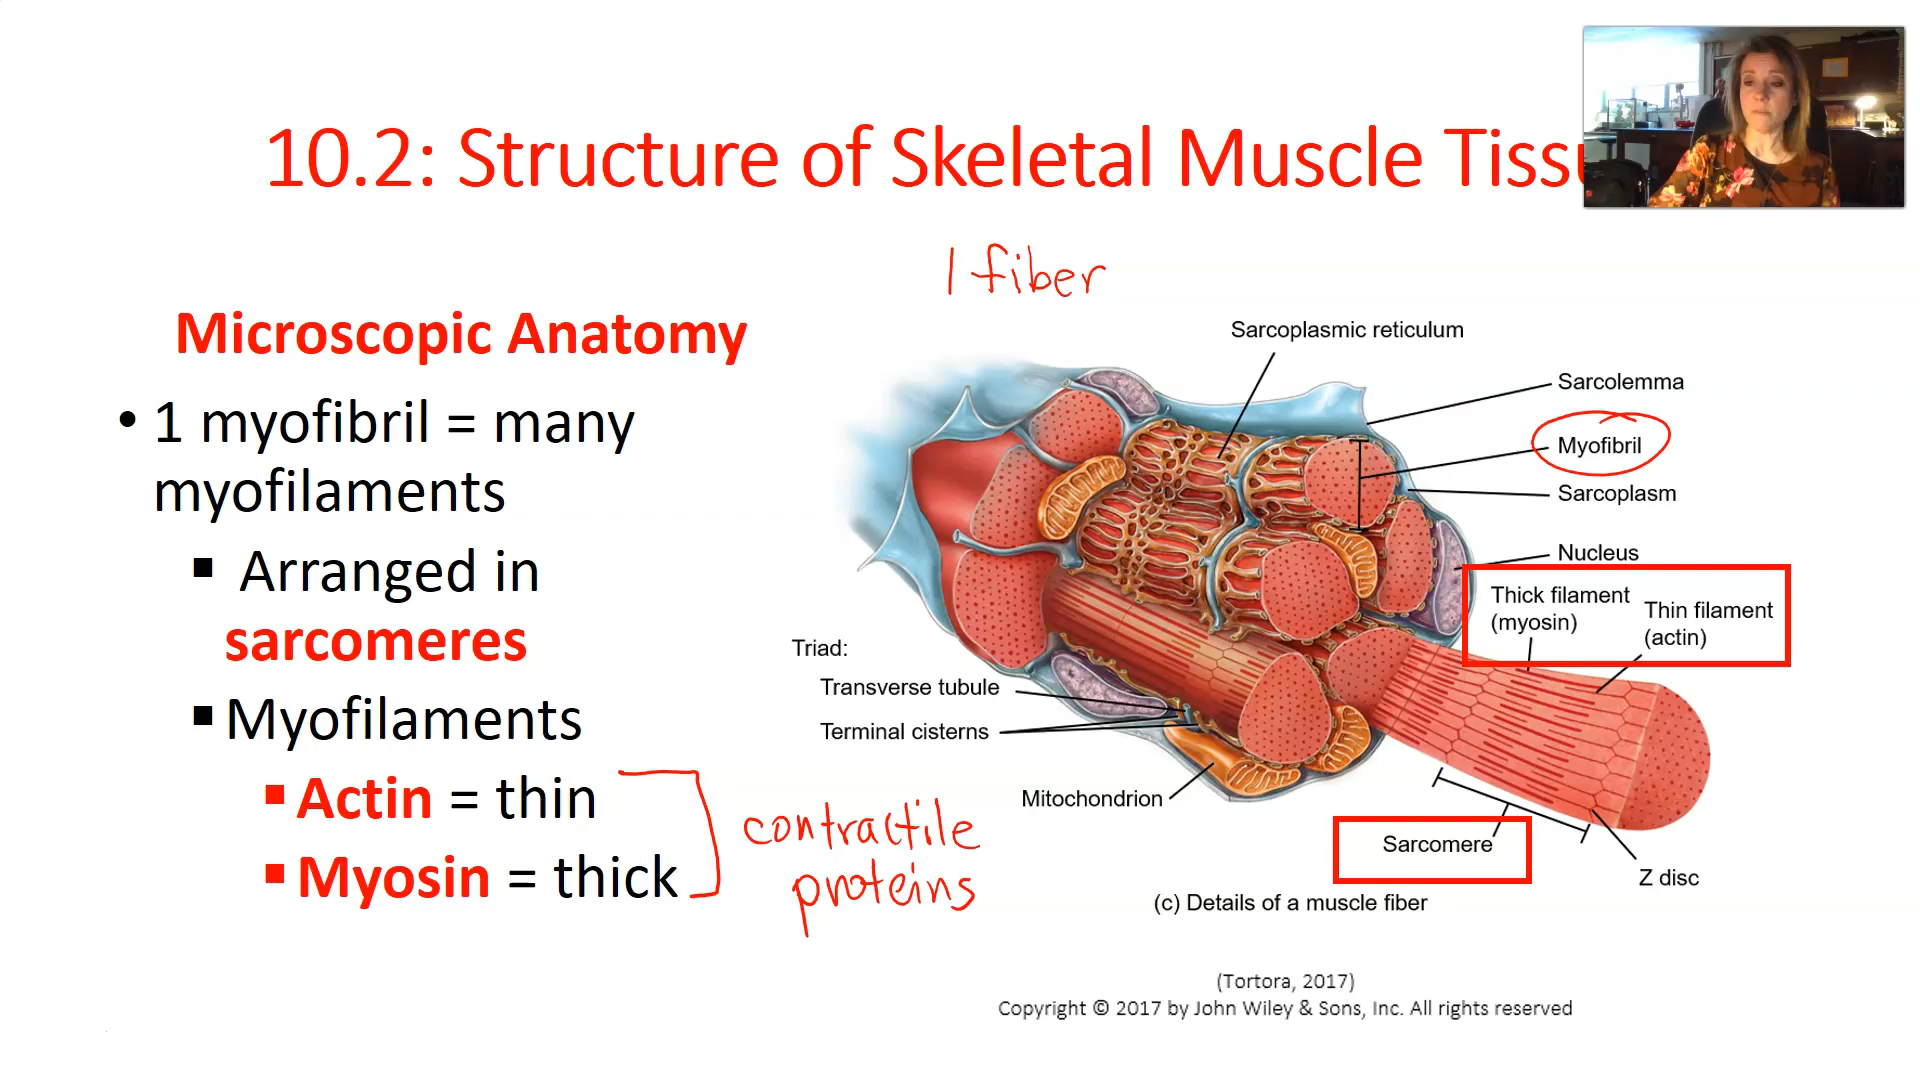 10.2: Structure of Skeletal Muscle Tissu
1 fiber
Microscopic Anatomy
• 1 myofibril = many
myofilaments
▪ Arranged in
sarcomeres
▪ Myofilaments
▪ Actin = thin
▪ Myosin = thick
contractile
proteins
Sarcoplasmic reticulum
Sarcolemma
Myofibril
Sarcoplasm
Nucleus
Thick filament
(myosin)
Thin filament
(actin)
Triad:
Transverse tubule
Terminal cisterns
Mitochondrion
Sarcomere
Z disc
(c) Details of a muscle fiber
(Tortora, 2017)
Copyright © 2017 by John Wiley & Sons, Inc. All rights reserved